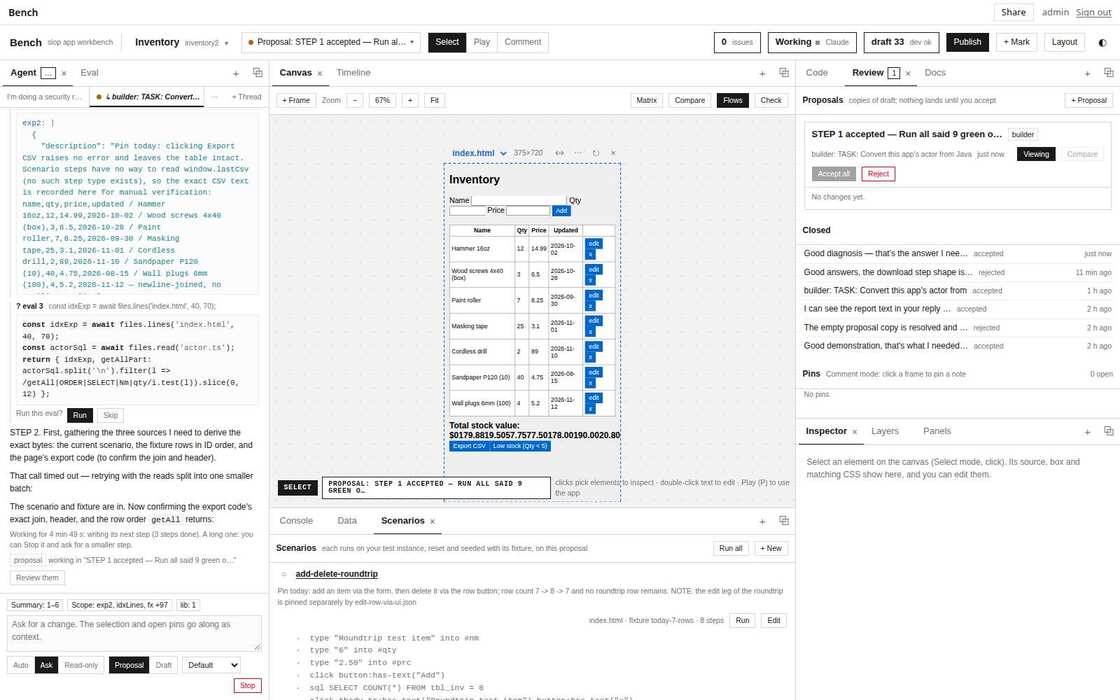 Bench
Share admin Sign out
Bench slop app workbench Inventory inventory2 Proposal: STEP 1 accepted — Run al… Select Play Comment 0 issues Working Claude draft 33 dev ok Publish + Mark Layout
Agent … × Eval +
I'm doing a security r… ↳ builder: TASK: Convert… … + Thread
exp2: |
{
"description": "Pin today: clicking Export
CSV raises no error and leaves the table intact.
Scenario steps have no way to read window.lastCsv
(no such step type exists), so the exact CSV text
is recorded here for manual verification:
name,qty,price,updated / Hammer
16oz,12,14.99,2026-10-02 / Wood screws 4x40
(box),3,6.5,2026-10-28 / Paint
roller,7,8.25,2026-09-30 / Masking
tape,25,3.1,2026-11-01 / Cordless
drill,2,89,2026-11-10 / Sandpaper P120
(10),40,4.75,2026-08-15 / Wall plugs 6mm
(100),4,5.2,2026-11-12 — newline-joined, no
? eval 3 const idxExp = await files.lines('index.html', 40, 70);
const idxExp = await files.lines('index.html',
40, 70);
const actorSql = await files.read('actor.ts');
return { idxExp, getAllPart:
actorSql.split('\n').filter(l =>
/getAll|ORDER|SELECT|Nm|qty/i.test(l)).slice(0,
12) };
Run this eval? Run Skip
STEP 2. First, gathering the three sources I need to derive the
exact bytes: the current scenario, the fixture rows in ID order, and
the page's export code (to confirm the join and header).
That call timed out — retrying with the reads split into one smaller
batch:
The scenario and fixture are in. Now confirming the export code's
exact join, header, and the row order getAll returns:
Working for 4 min 49 s: writing its next step (3 steps done). A long one: you
can Stop it and ask for a smaller step.
proposal working in "STEP 1 accepted — Run all said 9 green o…"
Review them
Summary: 1–6 Scope: exp2, idxLines, fx +97 lib: 1
Ask for a change. The selection and open pins go along as
context.
Auto Ask Read-only Proposal Draft Default
Stop
Canvas × Timeline +
+ Frame Zoom − 67% + Fit Matrix Compare Flows Check
index.html 375×720 ⋯ ×
Inventory
Name Qty
Price Add
Name Qty Price Updated
Hammer 16oz 12 14.99 2026-10-02 edit x
Wood screws 4x40 (box) 3 6.5 2026-10-28 edit x
Paint roller 7 8.25 2026-09-30 edit x
Masking tape 25 3.1 2026-11-01 edit x
Cordless drill 2 89 2026-11-10 edit x
Sandpaper P120 (10) 40 4.75 2026-08-15 edit x
Wall plugs 6mm (100) 4 5.2 2026-11-12 edit x
Total stock value:
$0179.8819.5057.7577.50178.00190.0020.80
Export CSV Low stock (Qty < 5)
SELECT PROPOSAL: STEP 1 ACCEPTED — RUN ALL SAID 9 GREEN O… clicks pick elements to inspect · double-click text to edit · Play (P) to use the app
Console Data Scenarios × +
Scenarios each runs on your test instance, reset and seeded with its fixture, on this proposal Run all + New
add-delete-roundtrip
Pin today: add an item via the form, then delete it via the row button; row count 7 -> 8 -> 7 and no roundtrip row remains. NOTE: the edit leg of the roundtrip
is pinned separately by edit-row-via-ui.json
index.html · fixture today-7-rows · 8 steps Run Edit
· type "Roundtrip test item" into #nm
· type "6" into #qty
· type "2.50" into #prc
· click button:has-text("Add")
· sql SELECT COUNT(*) FROM tbl_inv = 8
Code Review 1 × Docs +
Proposals copies of draft; nothing lands until you accept + Proposal
STEP 1 accepted — Run all said 9 green o… builder
builder: TASK: Convert this app's actor from Java just now Viewing Compare
Accept all Reject
No changes yet.
Closed
Good diagnosis — that's the answer I nee… accepted just now
Good answers, the download step shape is… rejected 11 min ago
builder: TASK: Convert this app's actor from accepted 1 h ago
I can see the report text in your reply … accepted 2 h ago
The empty proposal copy is resolved and … rejected 2 h ago
Good demonstration, that's what I needed… accepted 2 h ago
Pins Comment mode: click a frame to pin a note 0 open
No pins.
Inspector × Layers Panels +
Select an element on the canvas (Select mode, click). Its source, box and
matching CSS show here, and you can edit them.